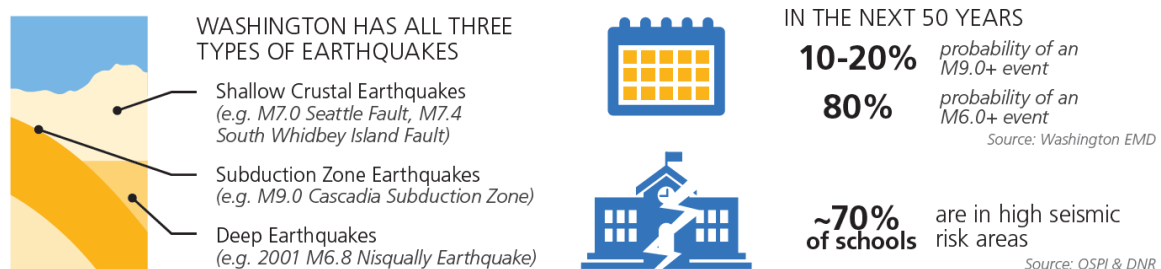 WASHINGTON HAS ALL THREE
TYPES OF EARTHQUAKES
Shallow Crustal Earthquakes
(e.g. M7.0 Seattle Fault, M7.4
South Whidbey Island Fault)
Subduction Zone Earthquakes
(e.g. M9.0 Cascadia Subduction Zone)
Deep Earthquakes
(e.g. 2001 M6.8 Nisqually Earthquake)
IN THE NEXT 50 YEARS
10-20% probability of an
M9.0+ event
80% probability of an
M6.0+ event
Source: Washington EMD
~70% are in high seismic
of schools risk areas
Source: OSPI & DNR